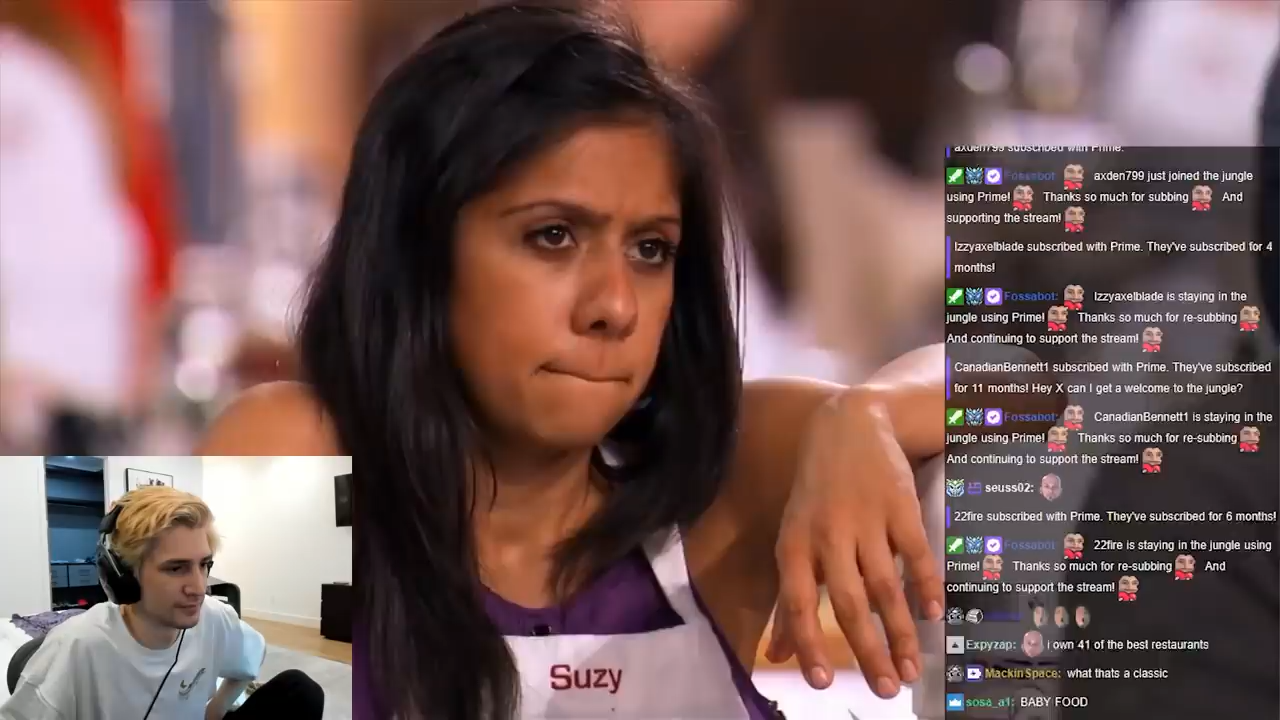 Suzy
axden799 subscribed with Prime.
Fossabot: axden799 just joined the jungle
using Prime! Thanks so much for subbing And
supporting the stream!
Izzyaxelblade subscribed with Prime. They've subscribed for 4
months!
Fossabot: Izzyaxelblade is staying in the
jungle using Prime! Thanks so much for re-subbing
And continuing to support the stream!
CanadianBennett1 subscribed with Prime. They've subscribed
for 11 months! Hey X can I get a welcome to the jungle?
Fossabot: CanadianBennett1 is staying in the
jungle using Prime! Thanks so much for re-subbing
And continuing to support the stream!
seuss02:
22fire subscribed with Prime. They've subscribed for 6 months!
Fossabot: 22fire is staying in the jungle using
Prime! Thanks so much for re-subbing And
continuing to support the stream!
Expyzap: i own 41 of the best restaurants
MackinSpace: what thats a classic
sosa_a1: BABY FOOD